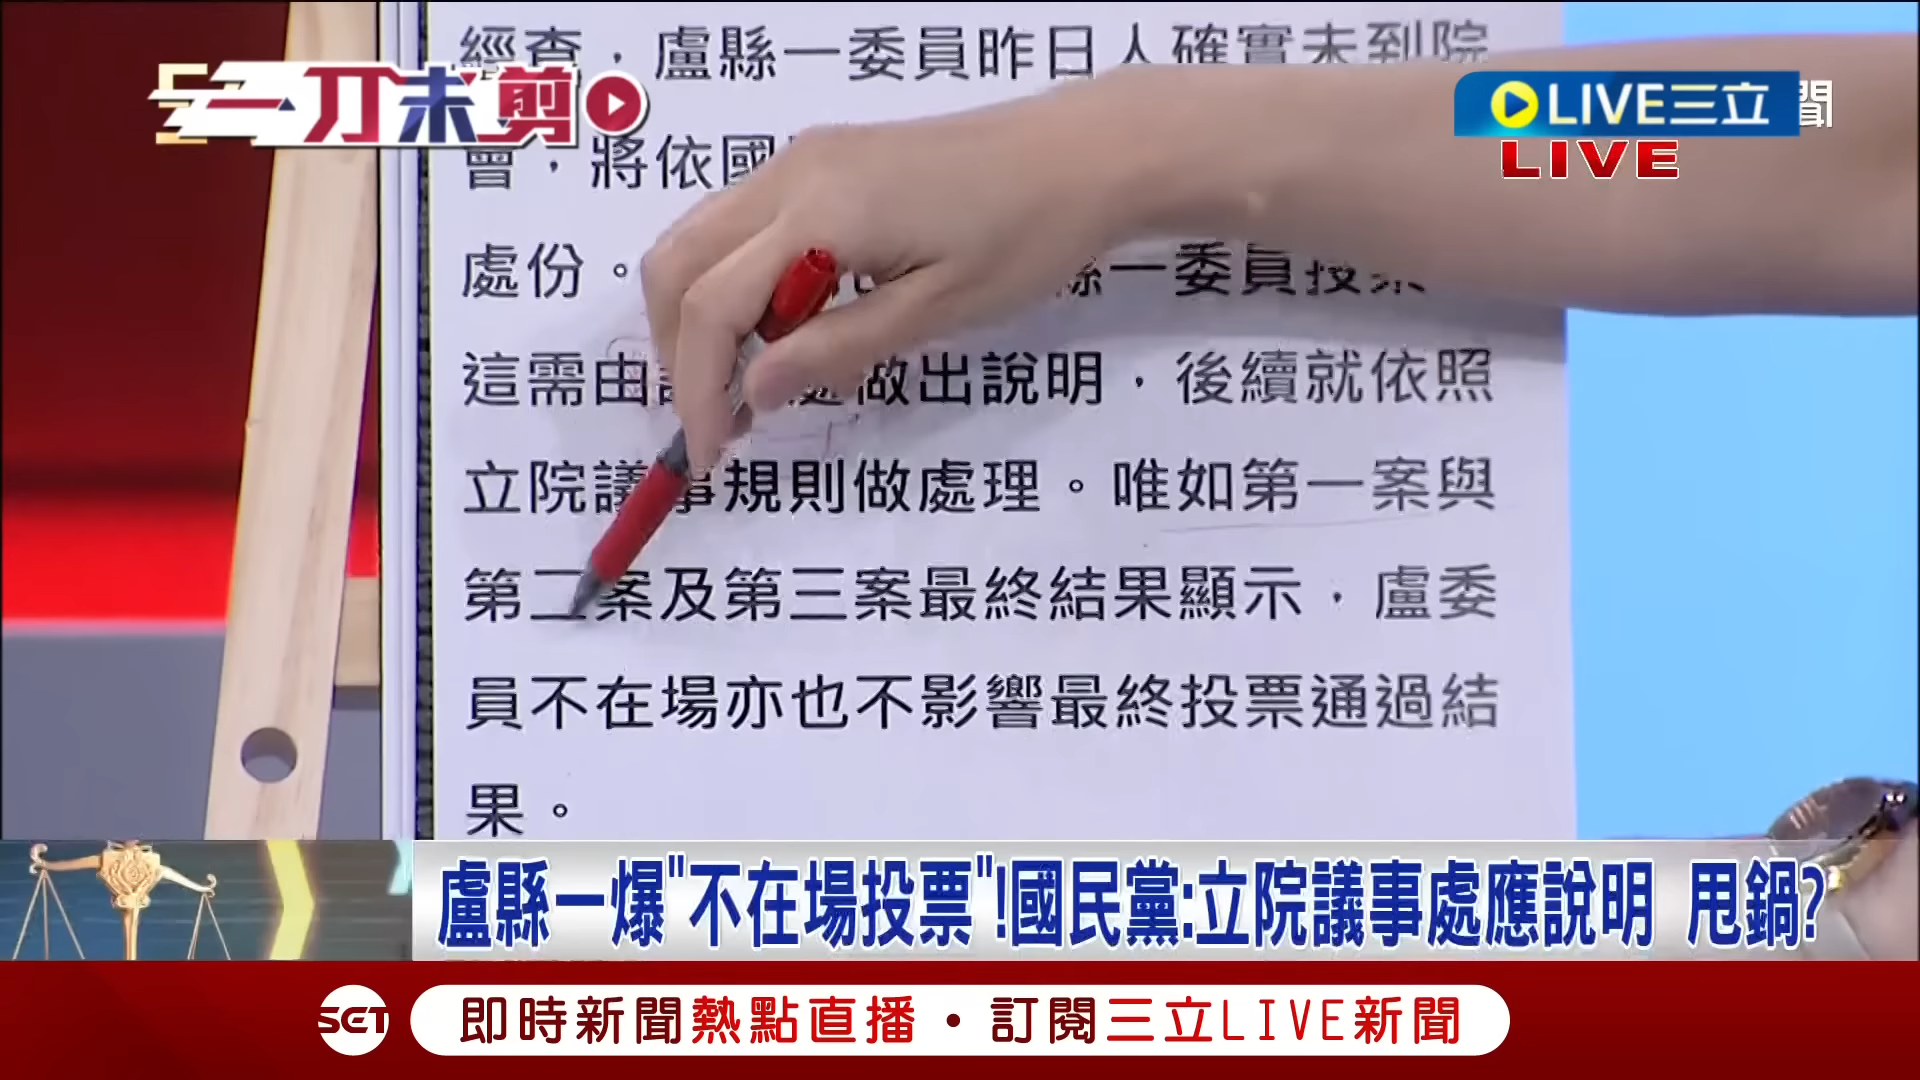 經查，盧縣一委員昨日人確實未到院
一刀未剪
LIVE三立
聞
LIVE
會，將依國
處份。
縣一委員投票
這需由 做出說明，後續就依照
立院議事規則做處理。唯如第一案與
第二案及第三案最終結果顯示，盧委
員不在場亦也不影響最終投票通過結
果。
盧縣一爆"不在場投票"!國民黨:立院議事處應說明 甩鍋?
SET 即時新聞熱點直播・訂閱三立LIVE新聞